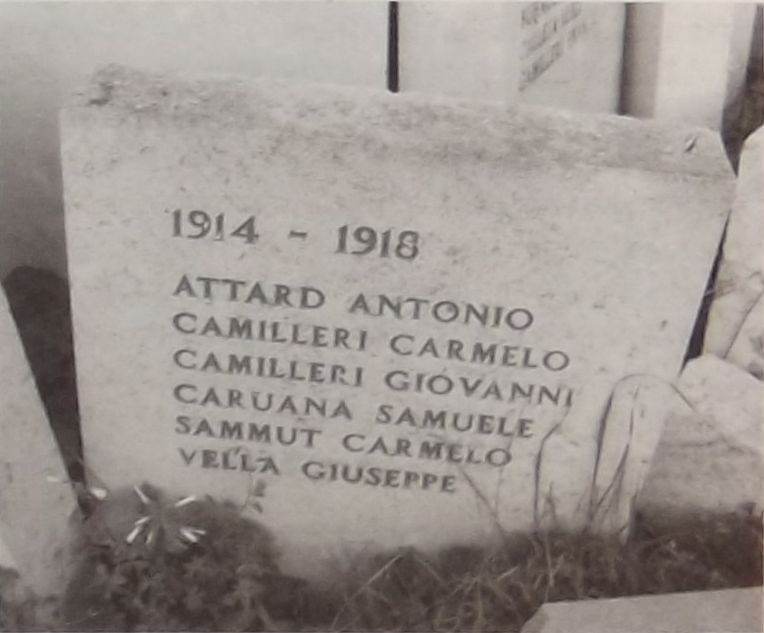 1914 - 1918
ATTARD ANTONIO
CAMILLERI CARMELO
CAMILLERI GIOVANNI
CARUANA SAMUELE
SAMMUT CARMELO
VELLA GIUSEPPE